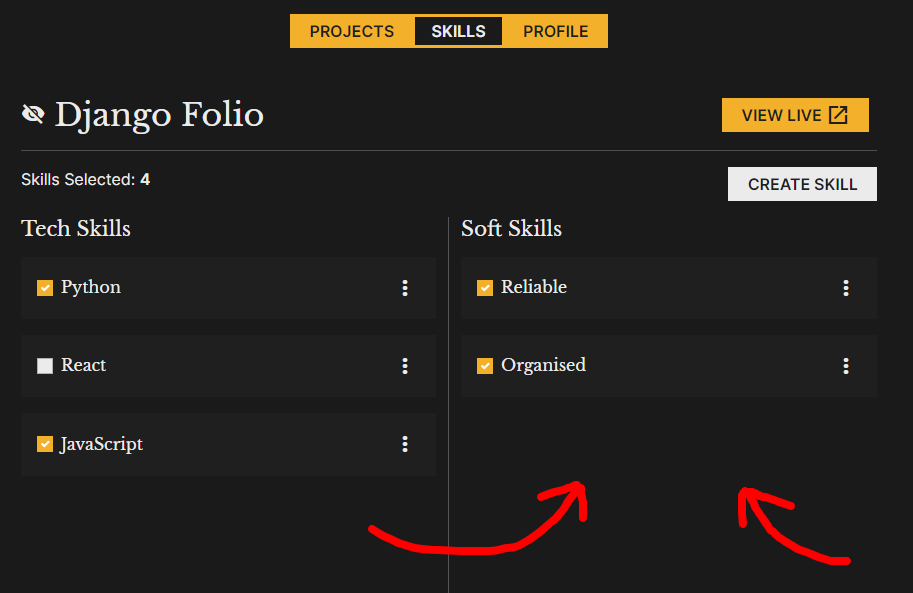 PROJECTS SKILLS PROFILE
Django Folio
VIEW LIVE
Skills Selected: 4
CREATE SKILL
Tech Skills
Python
React
JavaScript
Soft Skills
Reliable
Organised